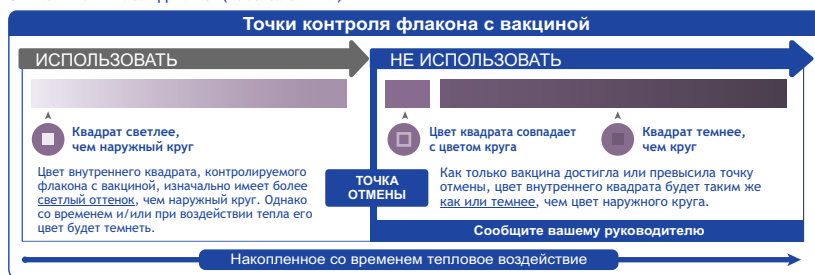 Точки контроля флакона с вакциной
ИСПОЛЬЗОВАТЬ
НЕ ИСПОЛЬЗОВАТЬ
Квадрат светлее,
чем наружный круг
Цвет внутреннего квадрата, контролируемого
флакона с вакциной, изначально имеет более
светлый оттенок, чем наружный круг. Однако
со временем и/или при воздействии тепла его
цвет будет темнеть.
ТОЧКА
ОТМЕНЫ
Цвет квадрата совпадает
с цветом круга
Квадрат темнее,
чем круг
Как только вакцина достигла или превысила точку
отмены, цвет внутреннего квадрата будет таким же
как или темнее, чем цвет наружного круга.
Сообщите вашему руководителю
Накопленное со временем тепловое воздействие